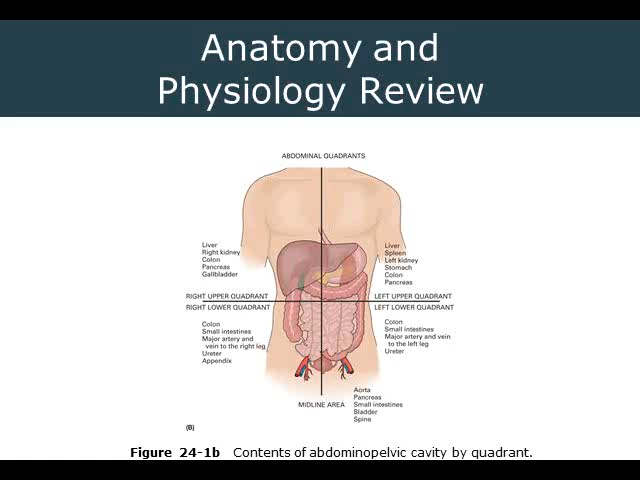 Anatomy and
Physiology Review
ABDOMINAL QUADRANTS
Liver
Right kidney
Colon
Pancreas
Gallbladder
Liver
Spleen
Left kidney
Stomach
Colon
Pancreas
RIGHT UPPER QUADRANT
LEFT UPPER QUADRANT
RIGHT LOWER QUADRANT
LEFT LOWER QUADRANT
Colon
Small intestines
Major artery and
vein to the right leg
Ureter
Appendix
Colon
Small intestines
Major artery and vein
to the left leg
Ureter
MIDLINE AREA
Aorta
Pancreas
Small intestines
Bladder
Spine
(B)
Figure 24-1b Contents of abdominopelvic cavity by quadrant.